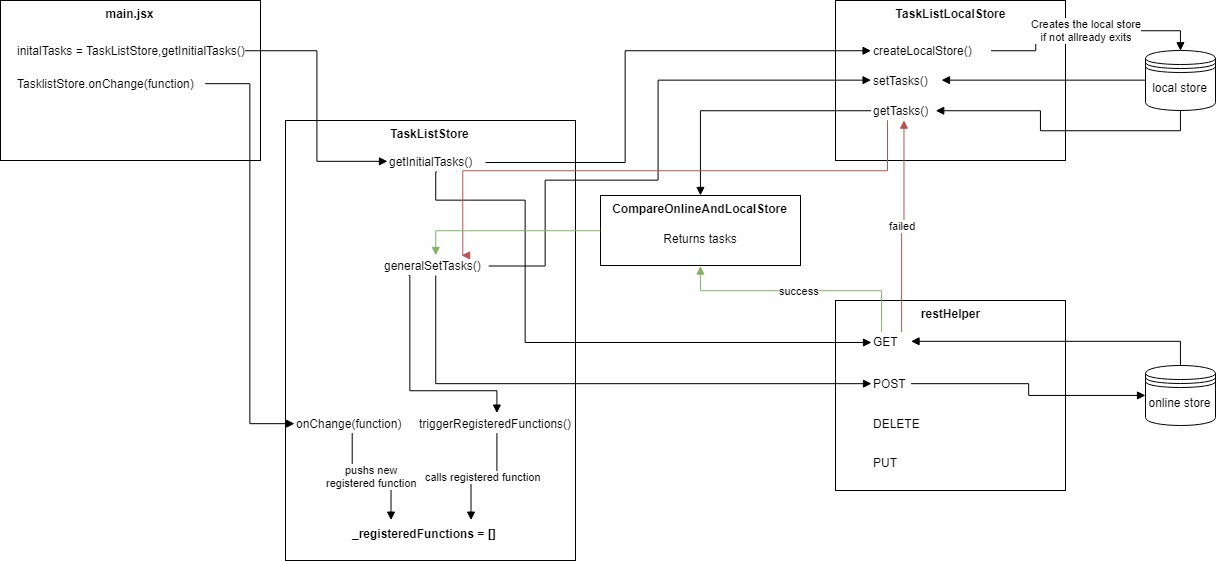 main.jsx
initalTasks = TaskListStore,getInitialTasks()
TasklistStore.onChange(function)
TaskListStore
getInitialTasks()
generalSetTasks()
onChange(function)
triggerRegisteredFunctions()
pushs new
registered function
calls registered function
_registeredFunctions = []
CompareOnlineAndLocalStore
Returns tasks
success
failed
TaskListLocalStore
createLocalStore()
setTasks()
getTasks()
Creates the local store
if not allready exits
local store
restHelper
GET
POST
DELETE
PUT
online store